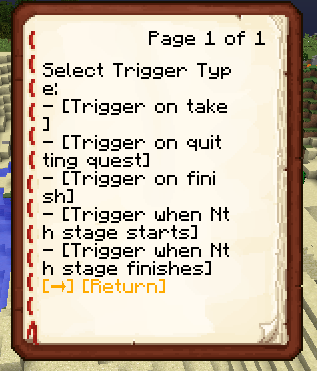 Page 1 of 1
Select Trigger Typ
e:
- [Trigger on take
]
- [Trigger on quit
ting quest]
- [Trigger on fini
sh]
- [Trigger when Nt
h stage starts]
- [Trigger when Nt
h stage finishes]
[→] [Return]